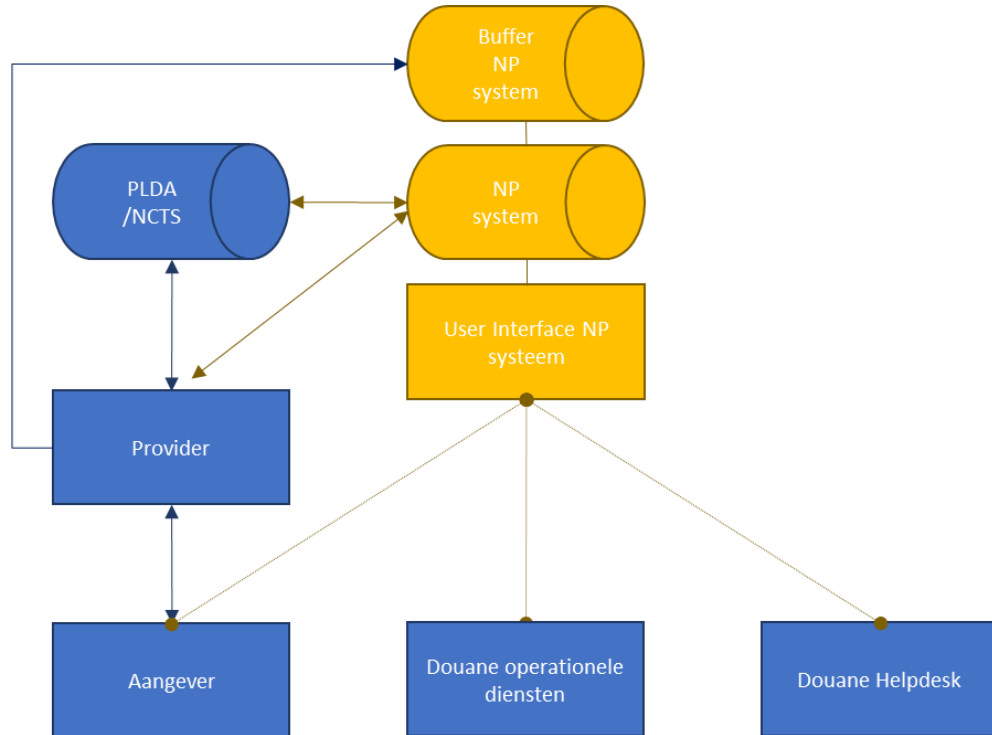 Buffer
NP
system
PLDA
/NCTS
NP
system
User Interface NP
systeem
Provider
Aangever
Douane operationele
diensten
Douane Helpdesk